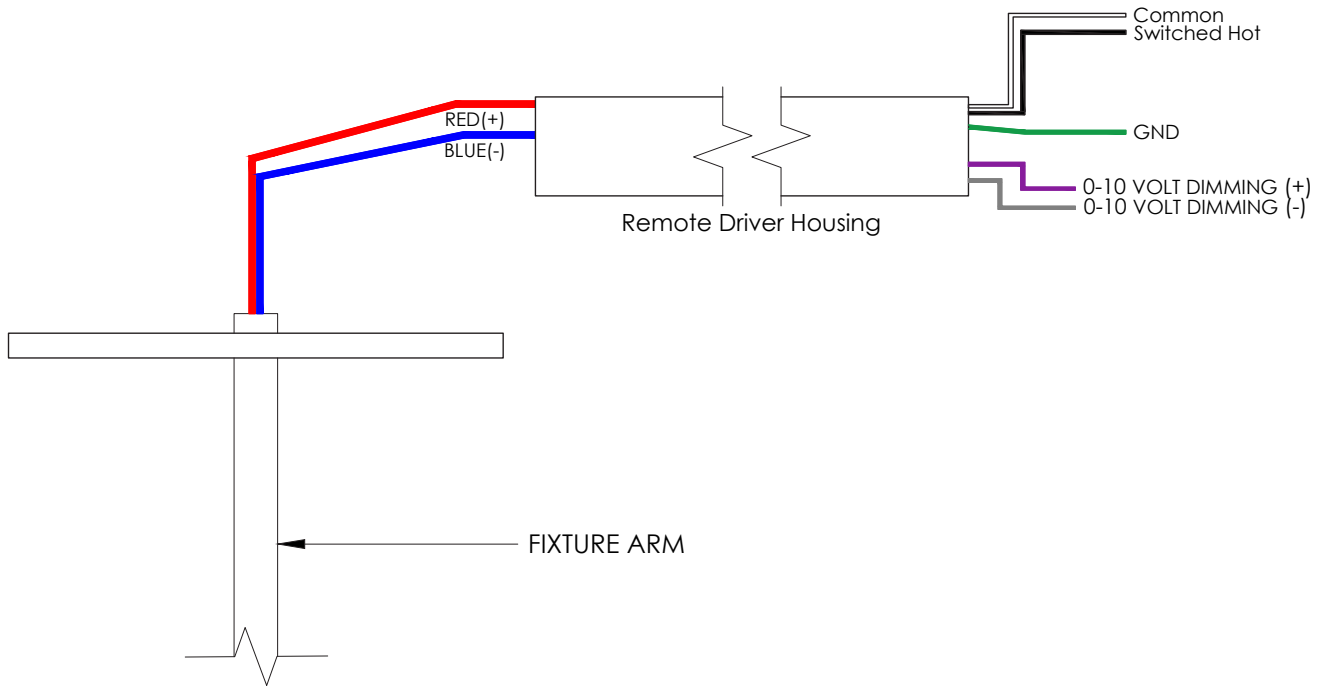 Common
Switched Hot
RED(+)
GND
BLUE(-)
0-10 VOLT DIMMING (+)
0-10 VOLT DIMMING (-)
Remote Driver Housing
FIXTURE ARM